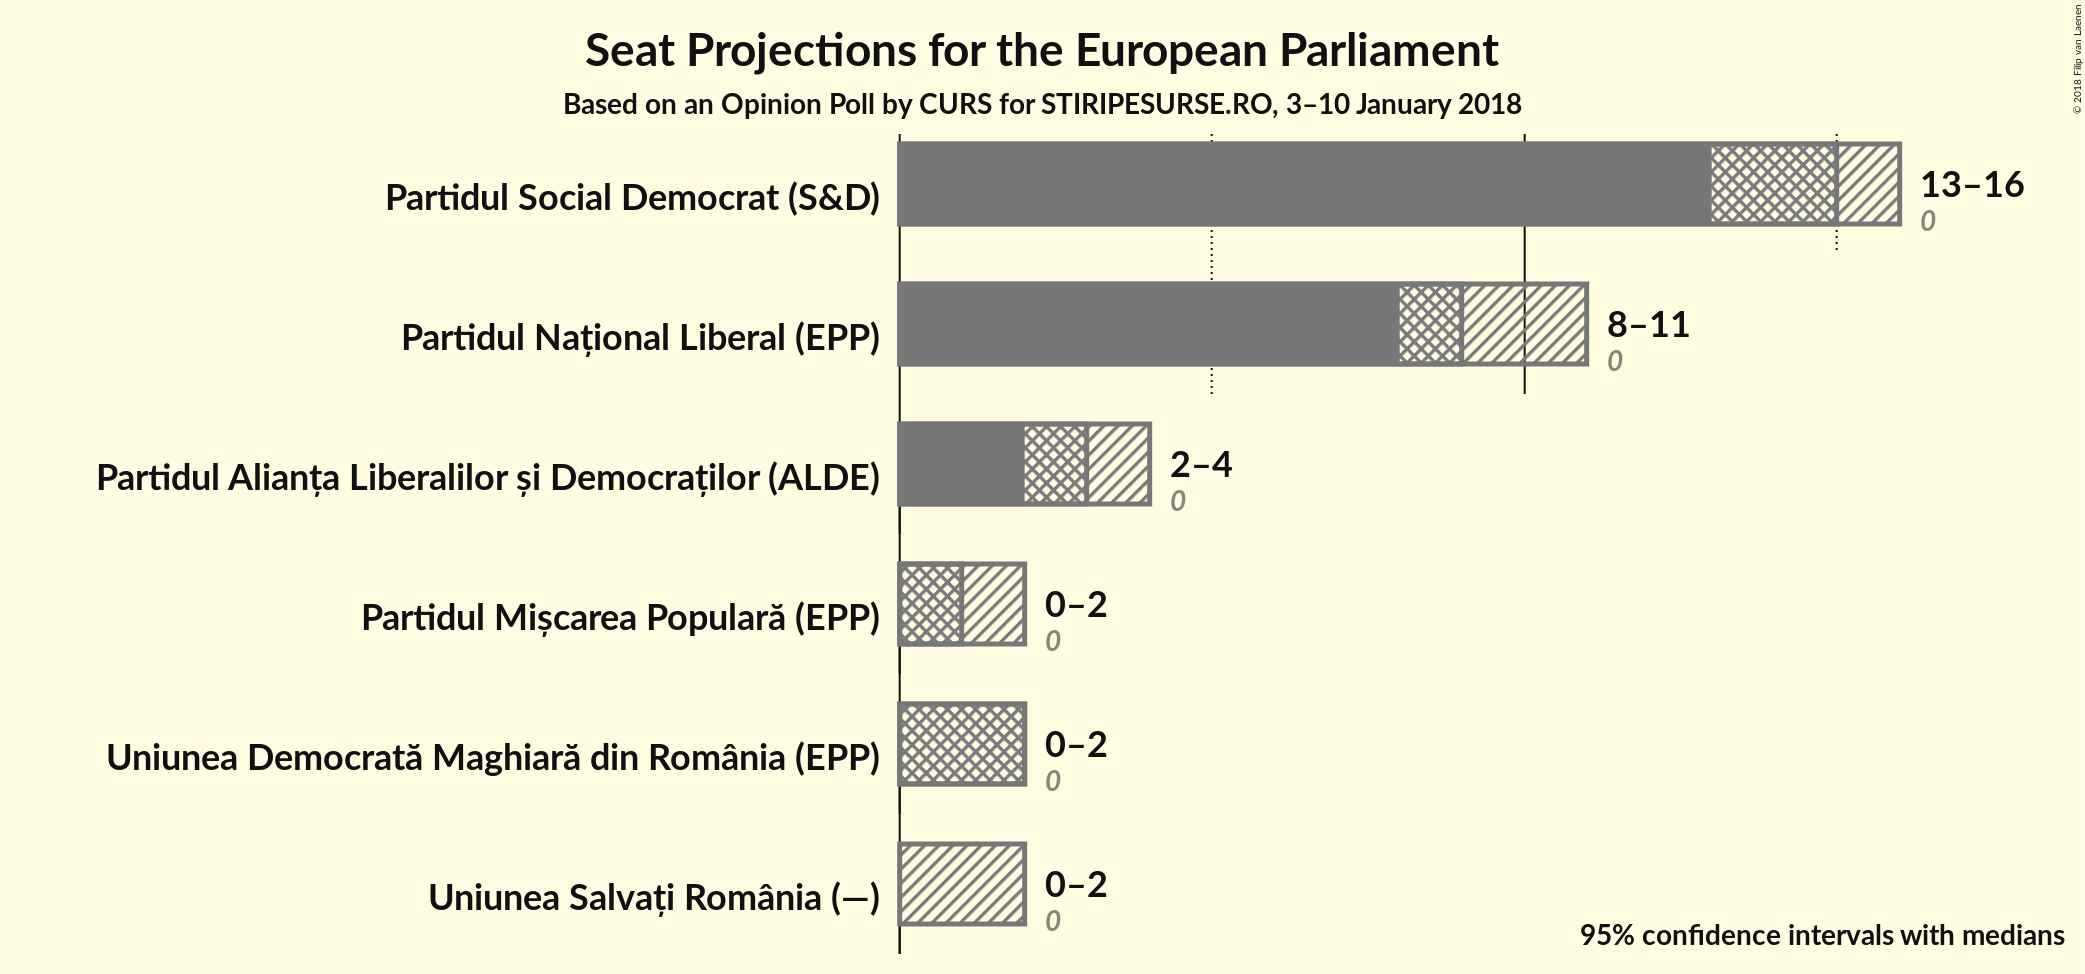 Seat Projections for the European Parliament
Based on an Opinion Poll by CURS for STIRIPESURSE.RO, 3–10 January 2018
© 2018 Filip van Laenen
Partidul Social Democrat (S&D)
13–16
0
Partidul Național Liberal (EPP)
8–11
0
Partidul Alianța Liberalilor și Democraților (ALDE)
2–4
0
Partidul Mișcarea Populară (EPP)
0–2
0
Uniunea Democrată Maghiară din România (EPP)
0–2
0
Uniunea Salvați România (—)
0–2
0
95% confidence intervals with medians